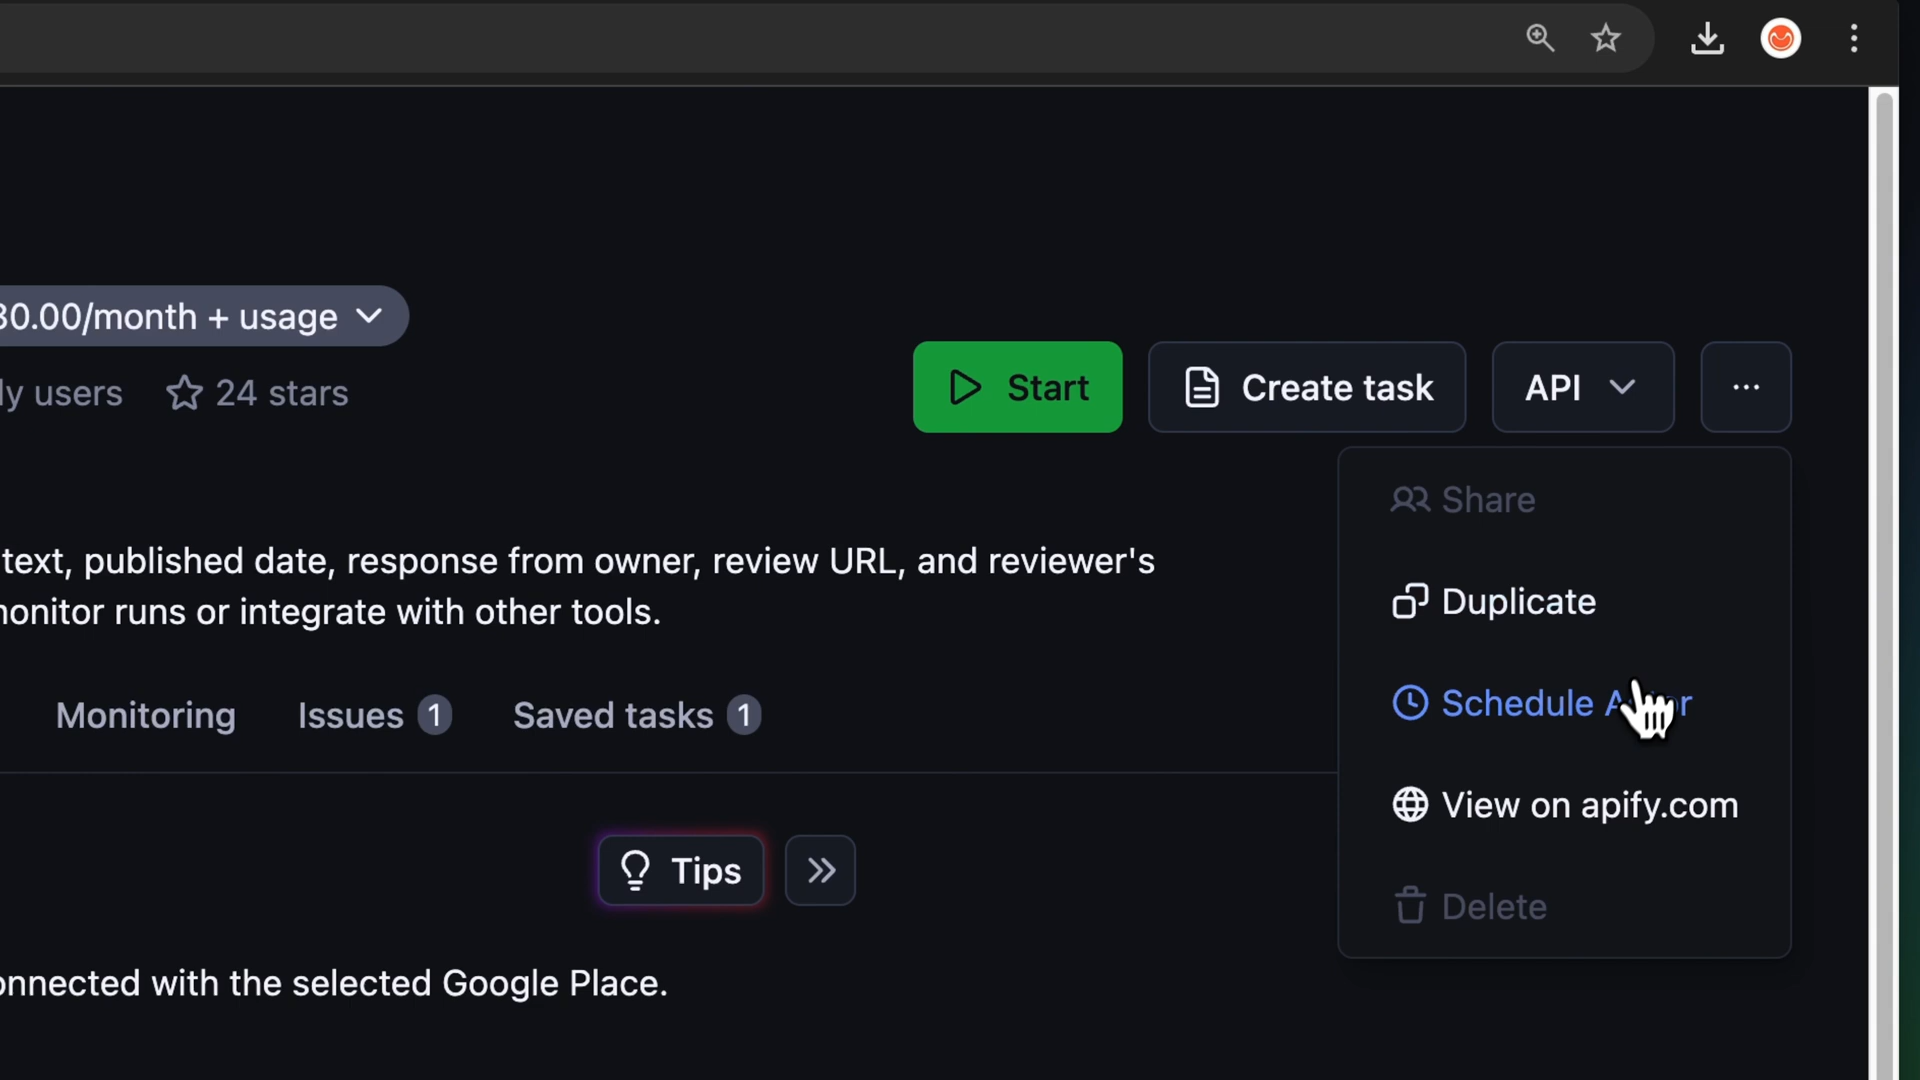 30.00/month + usage
ly users
24 stars
Start
Create task
API
Share
text, published date, response from owner, review URL, and reviewer's
Duplicate
onitor runs or integrate with other tools.
Schedule
Monitoring
Issues 1
Saved tasks 1
View on apify.com
Tips
Delete
nnected with the selected Google Place.